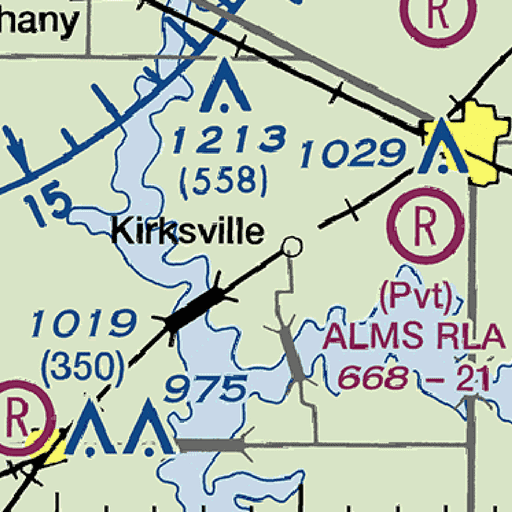 hany
R
1213
(558)
1029
15
R
Kirksville
(Pvt)
ALMS RLA
668 - 21
1019
(350)
975
R